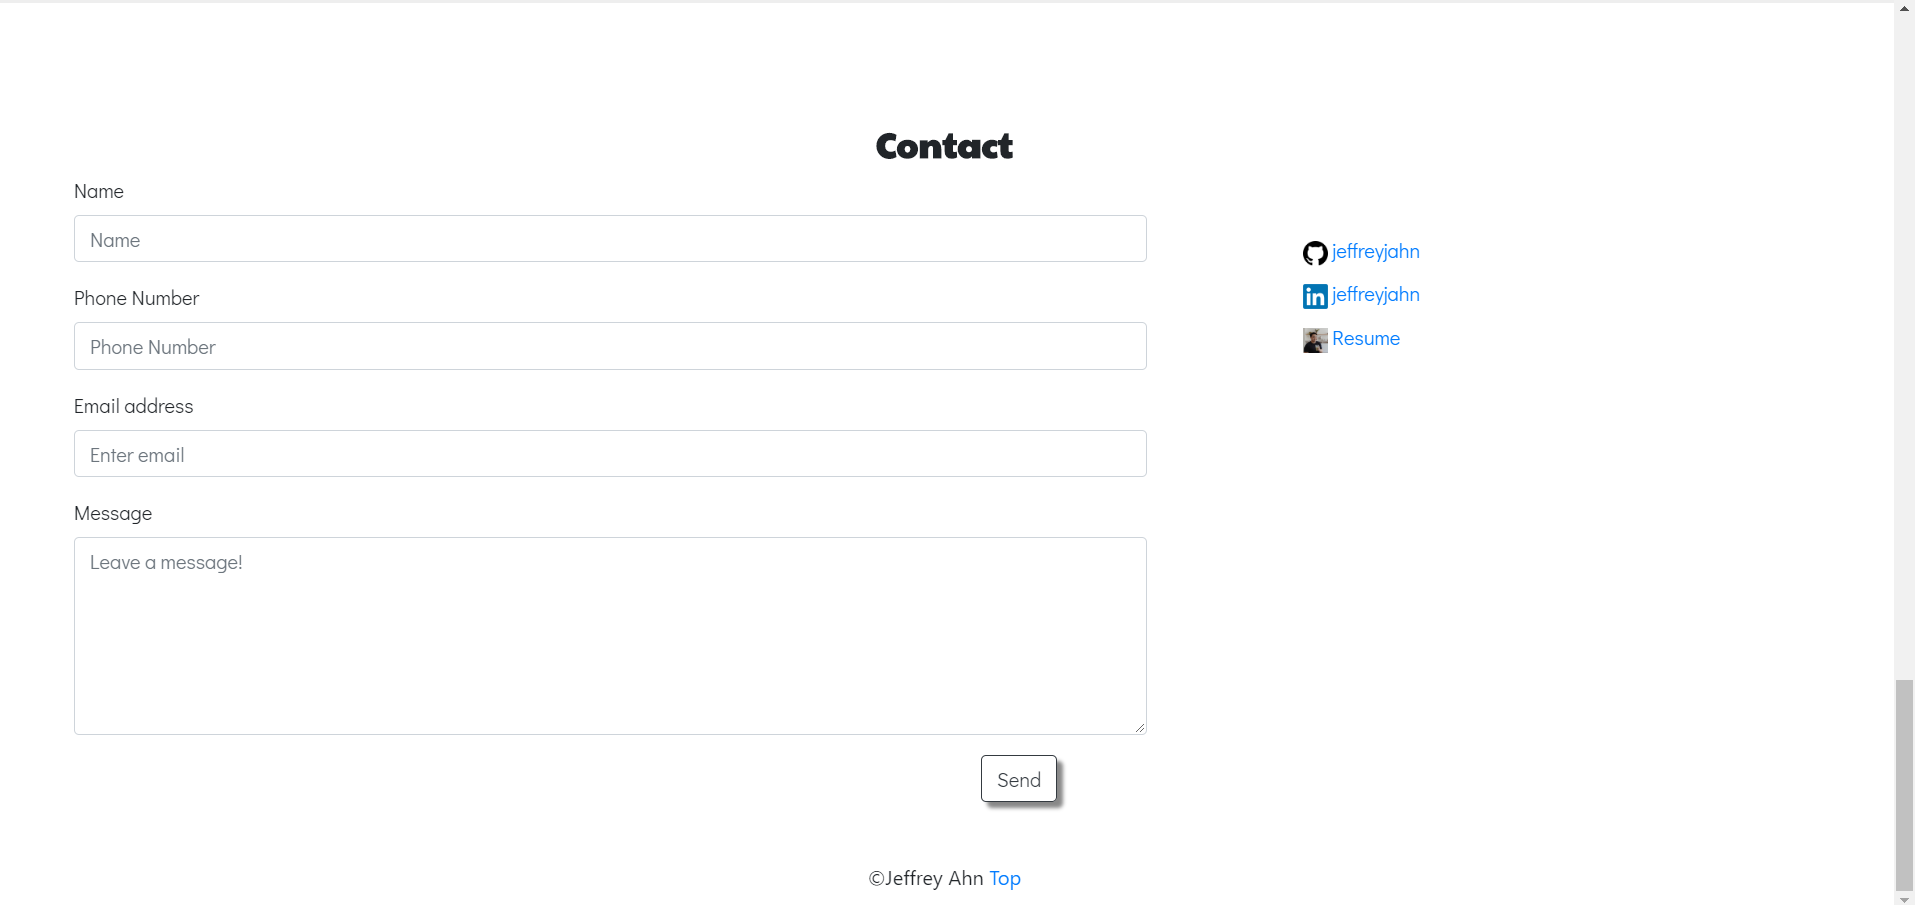 Contact
Name
Name
Phone Number
Phone Number
Email address
Enter email
Message
Leave a message!
Send
jeffreyjahn
in jeffreyjahn
Resume
©Jeffrey Ahn Top